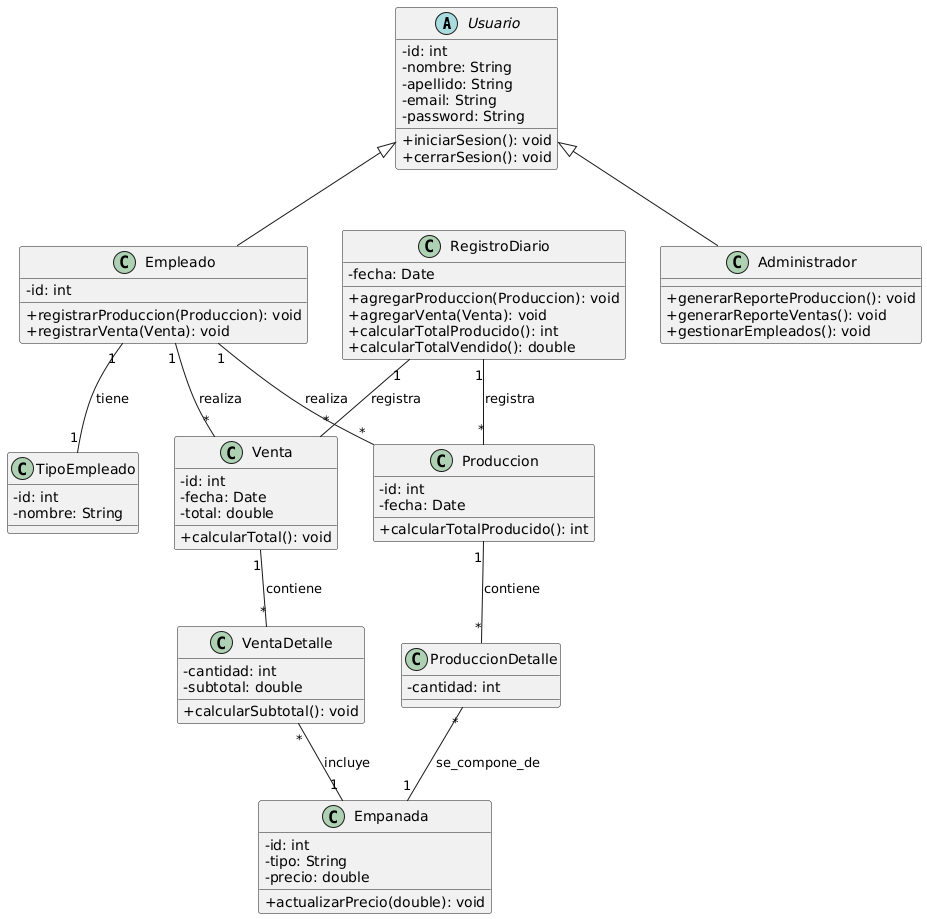 A Usuario
-id: int
-nombre: String
-apellido: String
-email: String
-password: String
+iniciarSesion(): void
+cerrarSesion(): void
C Empleado
-id: int
+registrarProduccion(Produccion): void
+registrarVenta(Venta): void
C RegistroDiario
-fecha: Date
+agregarProduccion(Produccion): void
+agregarVenta(Venta): void
+calcularTotalProducido(): int
+calcularTotalVendido(): double
C Administrador
+generarReporteProduccion(): void
+generarReporteVentas(): void
+gestionarEmpleados(): void
1 1 1 1 1
tiene realiza realiza registra registra
1 * * * *
C TipoEmpleado
-id: int
-nombre: String
C Venta
-id: int
-fecha: Date
-total: double
+calcularTotal(): void
C Produccion
-id: int
-fecha: Date
+calcularTotalProducido(): int
1 1
contiene contiene
* *
C VentaDetalle
-cantidad: int
-subtotal: double
+calcularSubtotal(): void
C ProduccionDetalle
-cantidad: int
* *
incluye se_compone_de
1 1
C Empanada
-id: int
-tipo: String
-precio: double
+actualizarPrecio(double): void